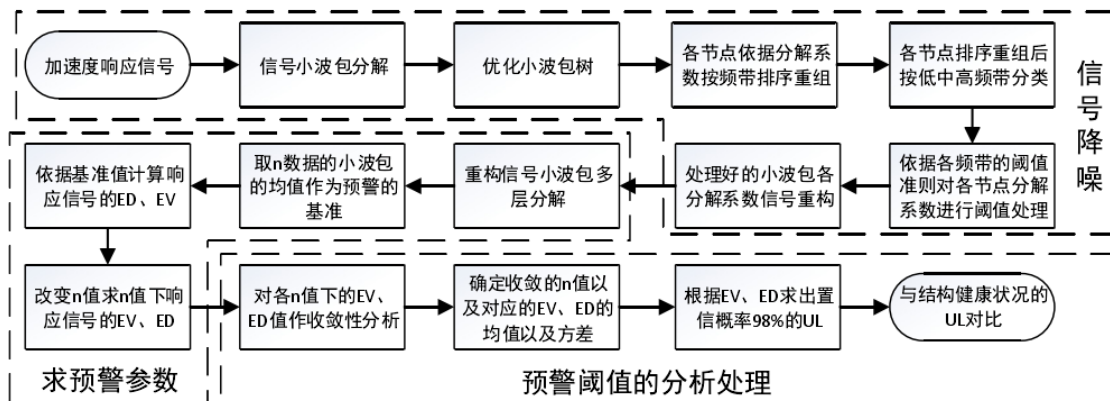 加速度响应信号
信号小波包分解
优化小波包树
各节点依据分解系
数按频带排序重组
各节点排序重组后
按低中高频带分类
信号降噪
依据各频带的阈值
准则对各节点分解
系数进行阈值处理
处理好的小波包各
分解系数信号重构
重构信号小波包多
层分解
取n数据的小波包
的均值作为预警的
基准
依据基准值计算响
应信号的ED、EV
改变n值求n值下响
应信号的EV、ED
求预警参数
对各n值下的EV、
ED值作收敛性分析
确定收敛的n值以
及对应的EV、ED的
均值以及方差
根据EV、ED求出置
信概率98%的UL
与结构健康状况的
UL对比
预警阈值的分析处理